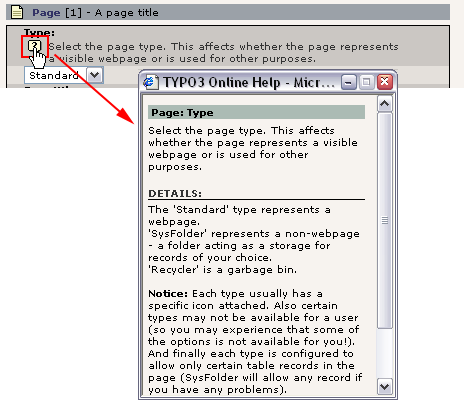 Page [1] - A page title
Type:
? Select the page type. This affects whether the page represents
a visible webpage or is used for other purposes.
Standard
TYPO3 Online Help - Micr...
Page: Type
Select the page type. This affects
whether the page represents a visible
webpage or is used for other
purposes.
DETAILS:
The 'Standard' type represents a
webpage.
'SysFolder' represents a non-webpage
- a folder acting as a storage for
records of your choice.
'Recycler' is a garbage bin.
Notice: Each type usually has a
specific icon attached. Also certain
types may not be available for a user
(so you may experience that some of
the options is not available for you!).
And finally each type is configured to
allow only certain table records in the
page (SysFolder will allow any record if
you have any problems).